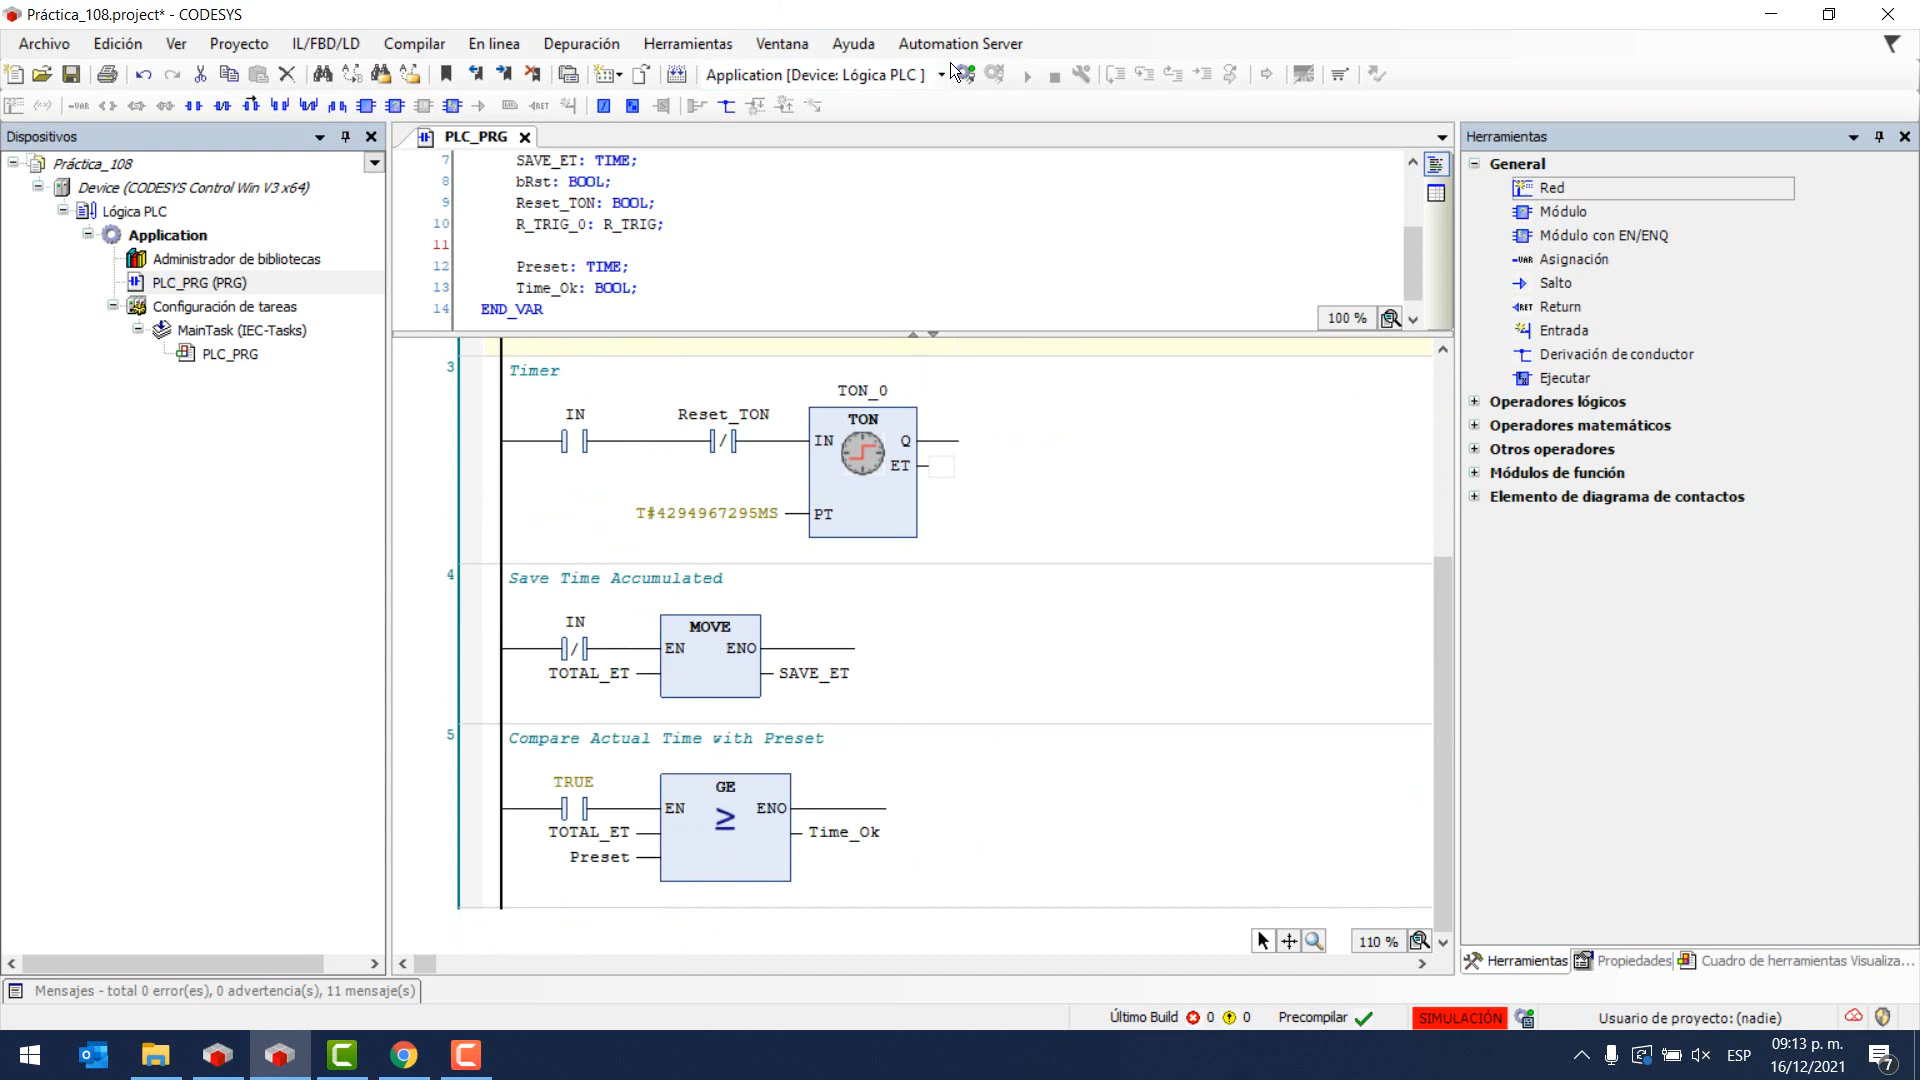 Práctica_108.project* - CODESYS
Archivo Edición Ver Proyecto IL/FBD/LD Compilar En linea Depuración Herramientas Ventana Ayuda Automation Server
Application [Device: Lógica PLC ]
Dispositivos
Práctica_108
Device (CODESYS Control Win V3 x64)
Lógica PLC
Application
Administrador de bibliotecas
PLC_PRG (PRG)
Configuración de tareas
MainTask (IEC-Tasks)
PLC_PRG
PLC_PRG
7 SAVE_ET: TIME;
8 bRst: BOOL;
9 Reset_TON: BOOL;
10 R_TRIG_0: R_TRIG;
11
12 Preset: TIME;
13 Time_Ok: BOOL;
14 END_VAR
100 %
3 Timer
TON_0
IN Reset_TON TON
IN Q
ET
T#4294967295MS PT
4 Save Time Accumulated
IN MOVE
EN ENO
TOTAL_ET SAVE_ET
5 Compare Actual Time with Preset
TRUE GE
EN ≥ ENO
TOTAL_ET Time_Ok
Preset
110 %
Herramientas
General
Red
Módulo
Módulo con EN/ENQ
Asignación
Salto
Return
Entrada
Derivación de conductor
Ejecutar
Operadores lógicos
Operadores matemáticos
Otros operadores
Módulos de función
Elemento de diagrama de contactos
Herramientas Propiedades Cuadro de herramientas Visualiza...
Mensajes - total 0 error(es), 0 advertencia(s), 11 mensaje(s)
Último Build 0 0 Precompilar SIMULACIÓN Usuario de proyecto: (nadie)
ESP
09:13 p. m.
16/12/2021
7